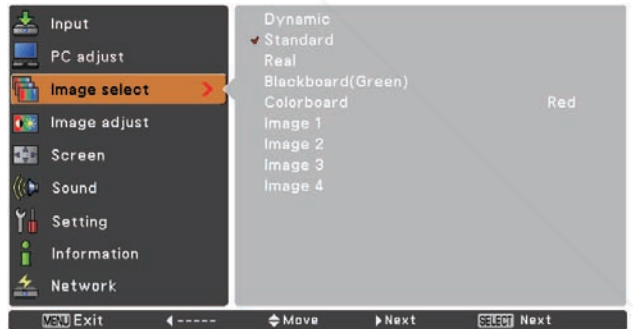 Input
PC adjust
Image select
Image adjust
Screen
Sound
Setting
Information
Network
Dynamic
Standard
Real
Blackboard(Green)
Colorboard Red
Image 1
Image 2
Image 3
Image 4
MENU Exit ----- Move Next SELECT Next